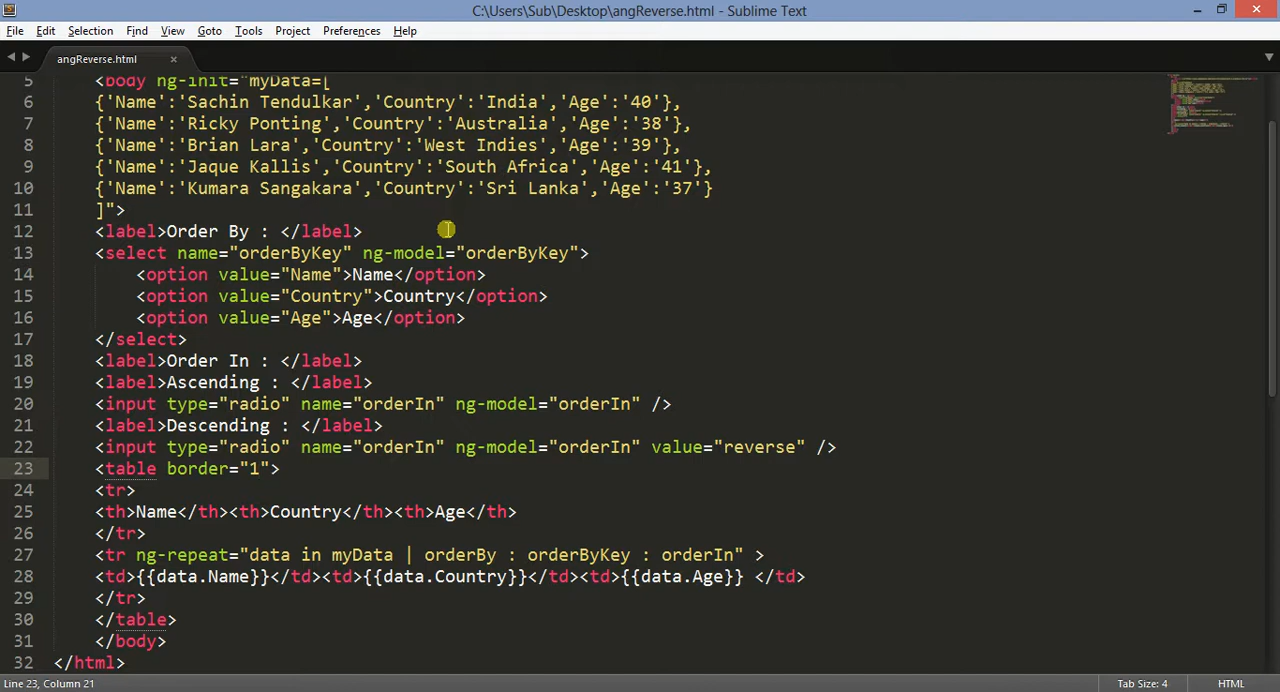 C:\Users\Sub\Desktop\angReverse.html - Sublime Text
File Edit Selection Find View Goto Tools Project Preferences Help
angReverse.html ×
5 <body ng-init="myData=[
6 {'Name':'Sachin Tendulkar','Country':'India','Age':'40'},
7 {'Name':'Ricky Ponting','Country':'Australia','Age':'38'},
8 {'Name':'Brian Lara','Country':'West Indies','Age':'39'},
9 {'Name':'Jaque Kallis','Country':'South Africa','Age':'41'},
10 {'Name':'Kumara Sangakara','Country':'Sri Lanka','Age':'37'}
11 ]">
12 <label>Order By : </label>
13 <select name="orderByKey" ng-model="orderByKey">
14 <option value="Name">Name</option>
15 <option value="Country">Country</option>
16 <option value="Age">Age</option>
17 </select>
18 <label>Order In : </label>
19 <label>Ascending : </label>
20 <input type="radio" name="orderIn" ng-model="orderIn" />
21 <label>Descending : </label>
22 <input type="radio" name="orderIn" ng-model="orderIn" value="reverse" />
23 <table border="1">
24 <tr>
25 <th>Name</th><th>Country</th><th>Age</th>
26 </tr>
27 <tr ng-repeat="data in myData | orderBy : orderByKey : orderIn" >
28 <td>{{data.Name}}</td><td>{{data.Country}}</td><td>{{data.Age}} </td>
29 </tr>
30 </table>
31 </body>
32 </html>
Line 23, Column 21 Tab Size: 4 HTML